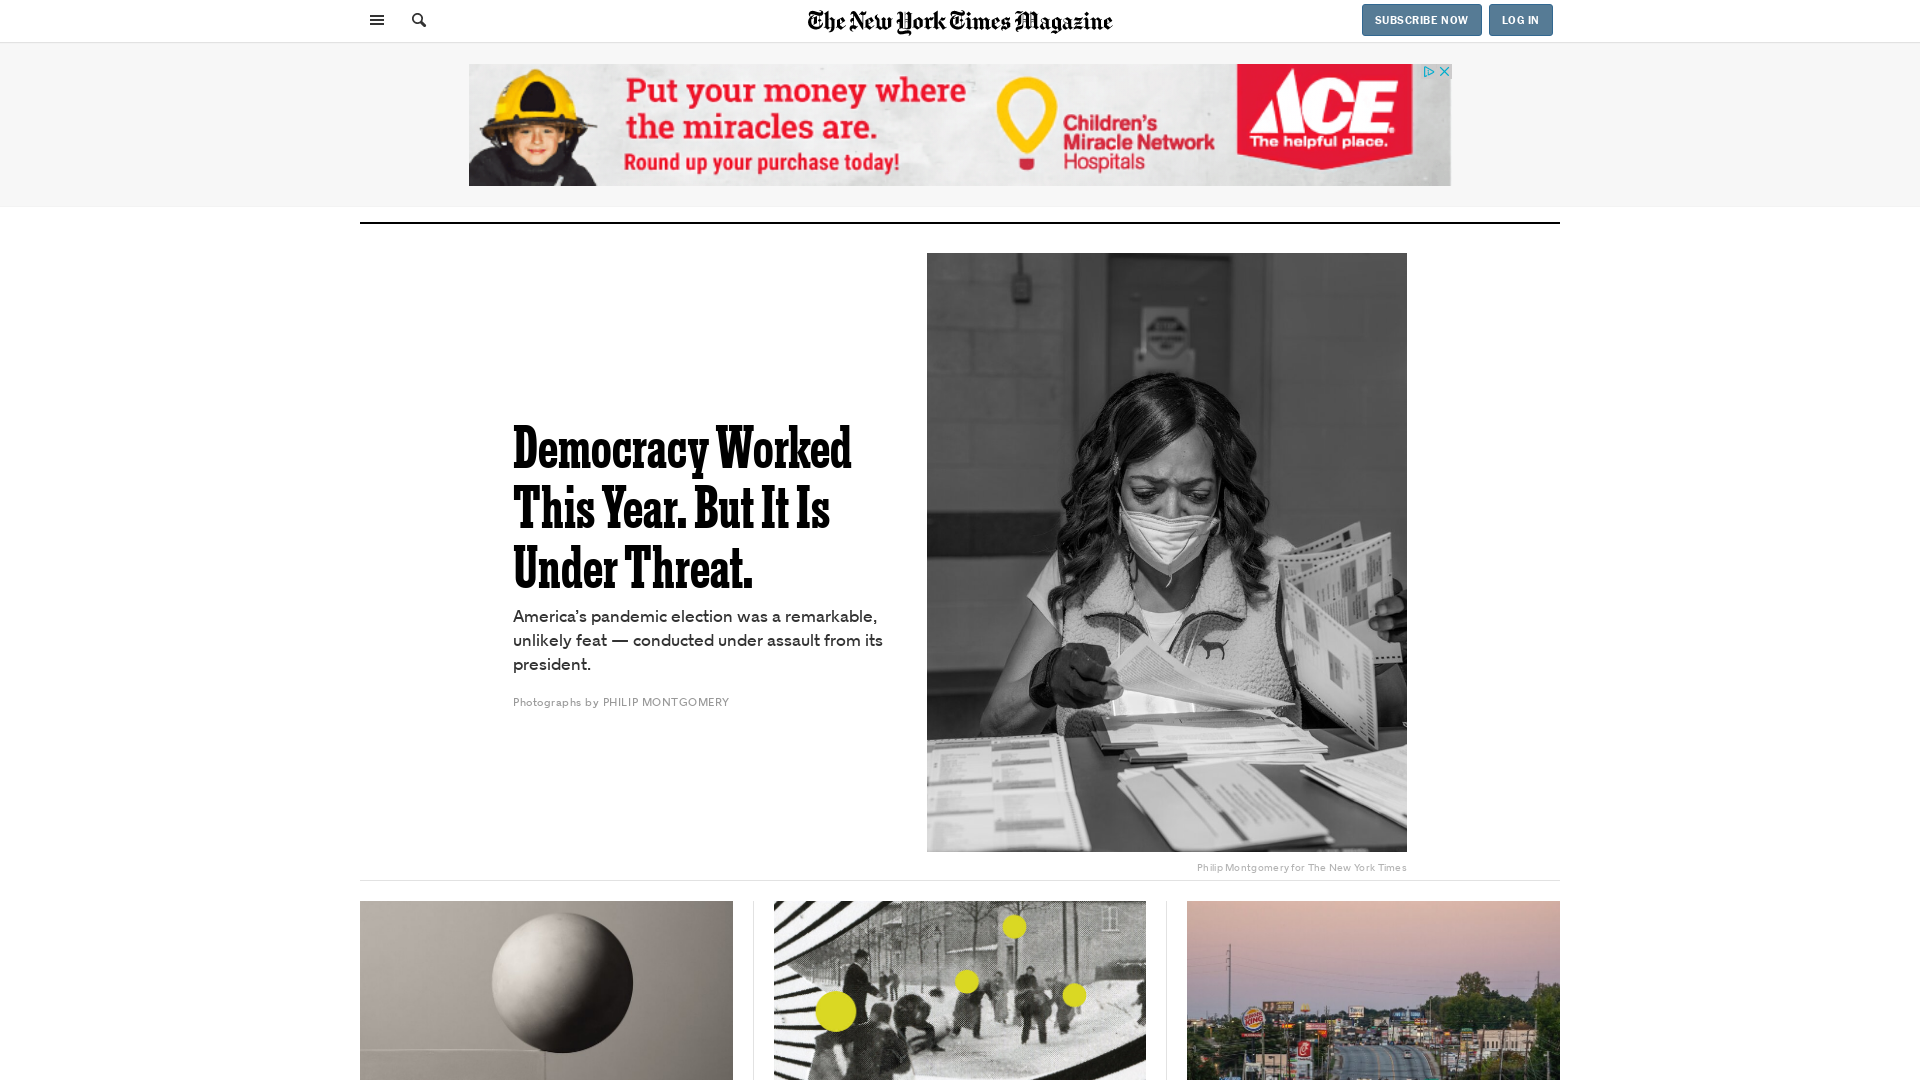 The New York Times Magazine
SUBSCRIBE NOW
LOG IN
Put your money where
the miracles are.
Round up your purchase today!
Children's
Miracle Network
Hospitals
ACE
The helpful place.
Democracy Worked
This Year. But It Is
Under Threat.
America’s pandemic election was a remarkable,
unlikely feat — conducted under assault from its
president.
Photographs by PHILIP MONTGOMERY
STOP
Philip Montgomery for The New York Times
BURGER KING